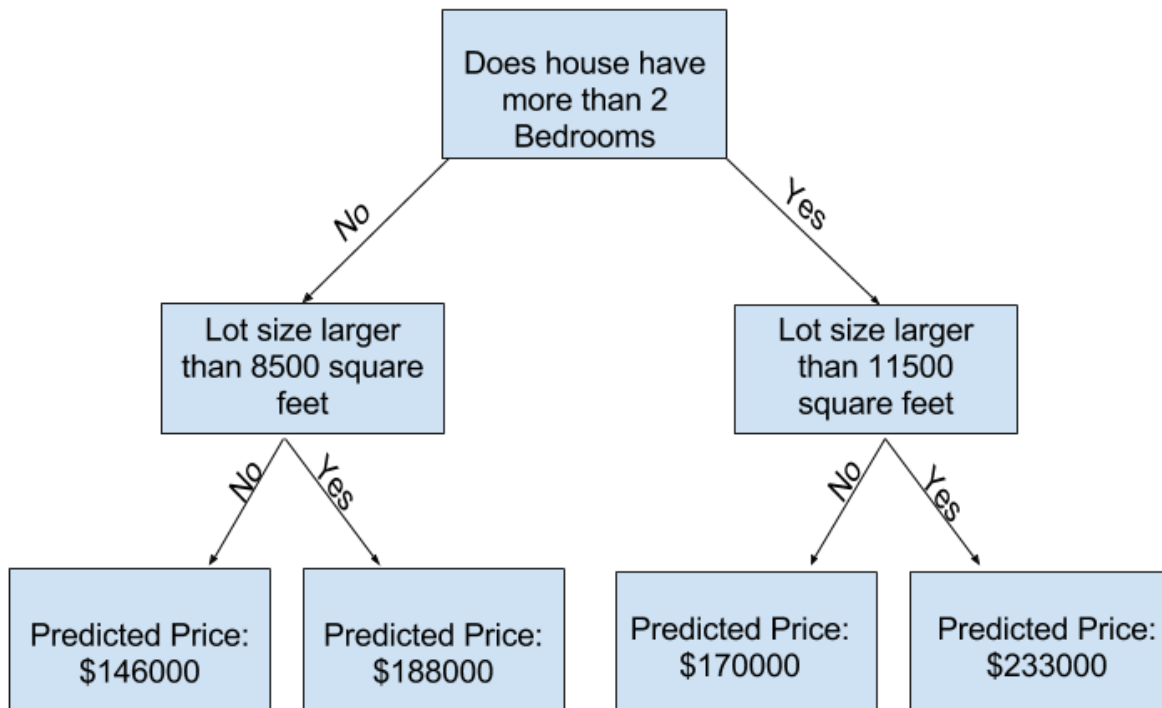 Does house have
more than 2
Bedrooms
No
Yes
Lot size larger
than 8500 square
feet
Lot size larger
than 11500
square feet
No
Yes
No
Yes
Predicted Price:
$146000
Predicted Price:
$188000
Predicted Price:
$170000
Predicted Price:
$233000